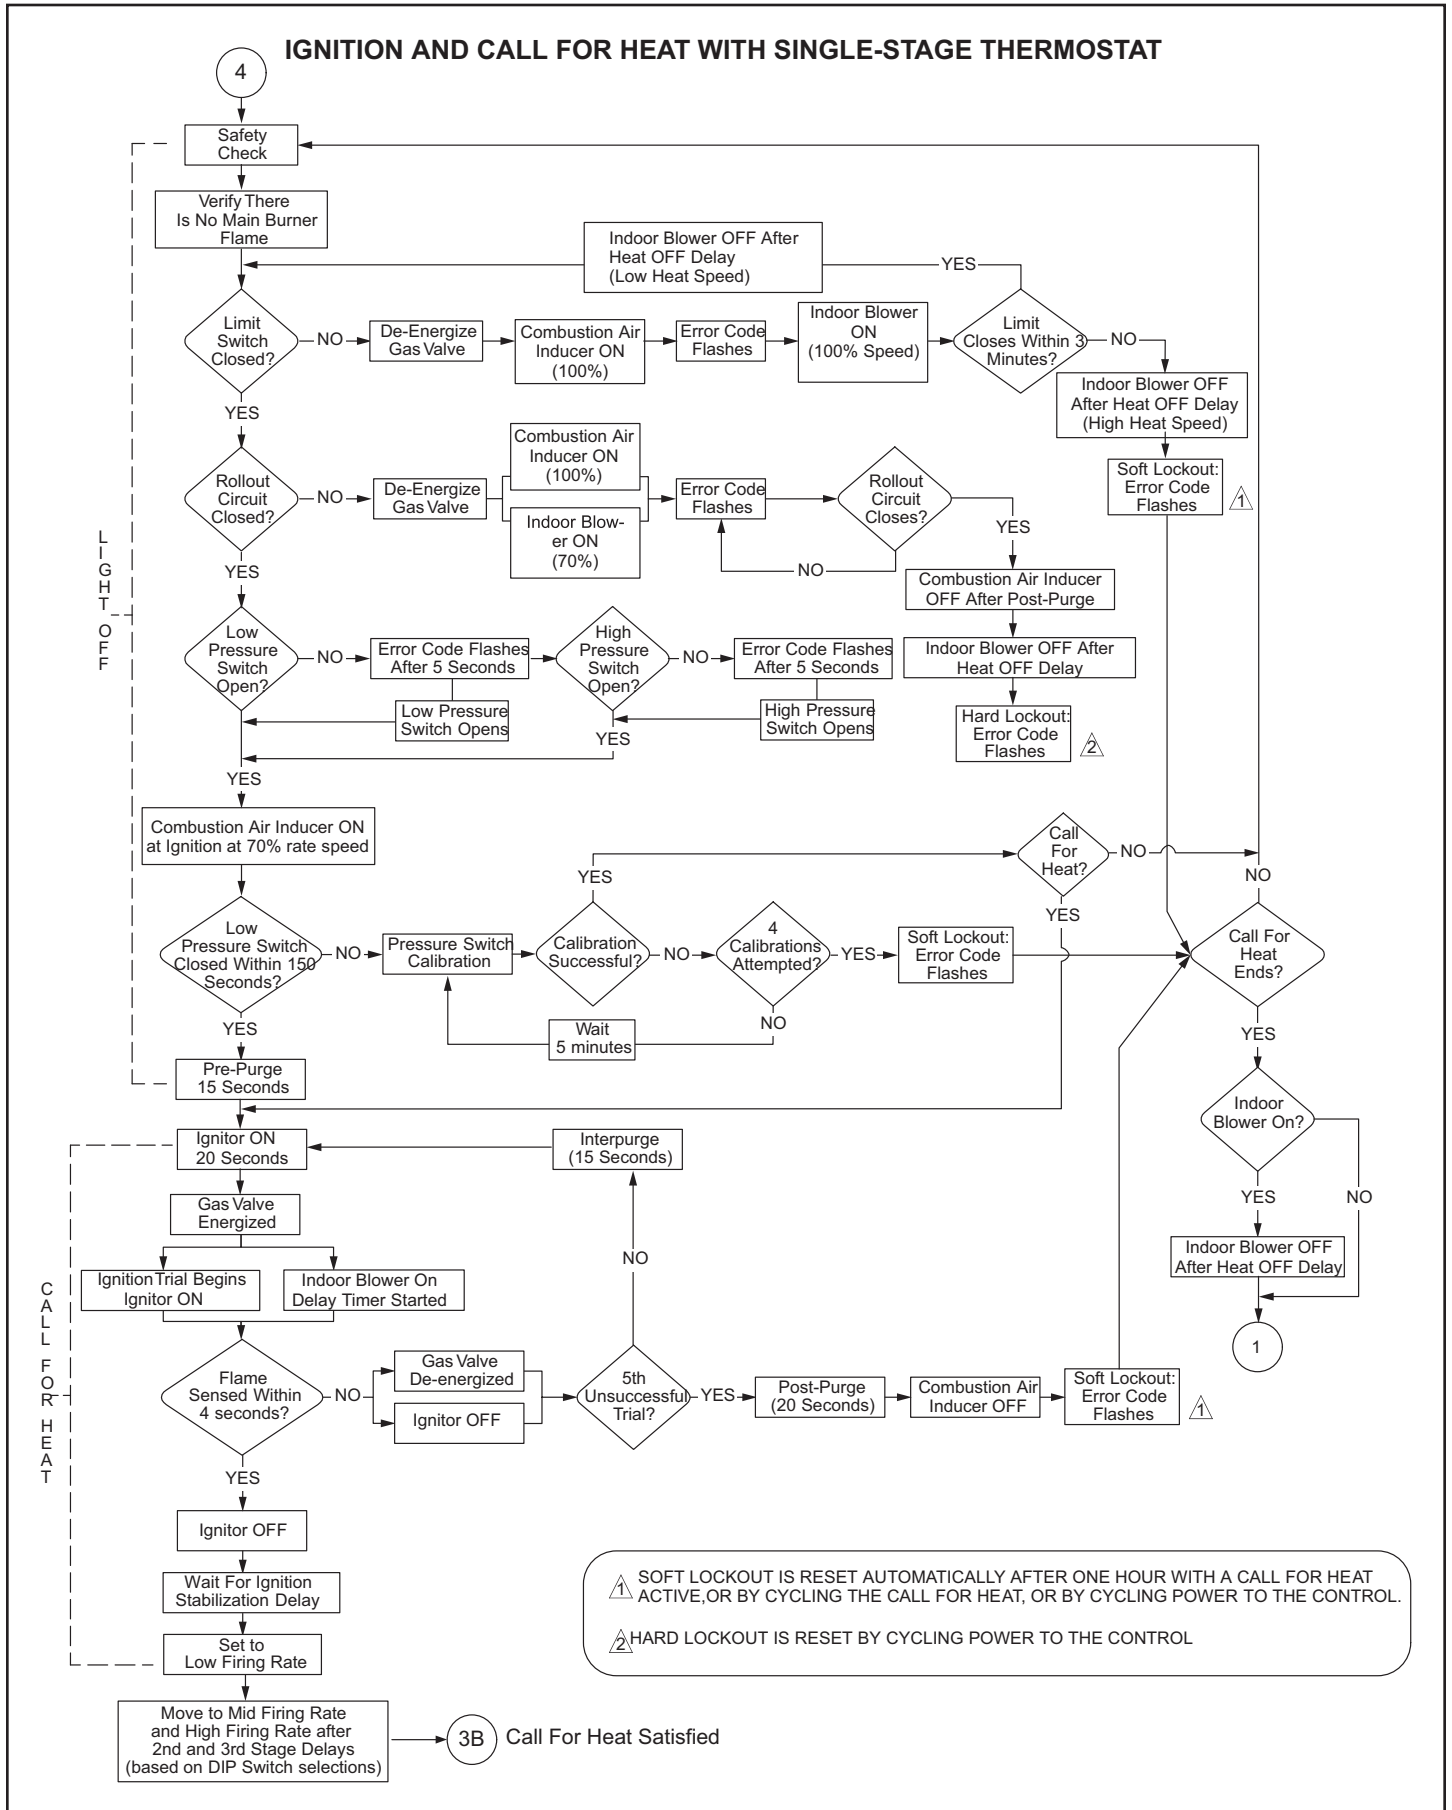 IGNITION AND CALL FOR HEAT WITH SINGLE-STAGE THERMOSTAT
4
Safety
Check
Verify There
Is No Main Burner
Flame
Indoor Blower OFF After
Heat OFF Delay
(Low Heat Speed)
YES
Limit
Switch
Closed?
NO
De-Energize
Gas Valve
Combustion Air
Inducer ON
(100%)
Error Code
Flashes
Indoor Blower
ON
(100% Speed)
Limit
Closes Within 3
Minutes?
NO
Indoor Blower OFF
After Heat OFF Delay
(High Heat Speed)
Soft Lockout:
Error Code
Flashes
1
YES
Rollout
Circuit
Closed?
NO
De-Energize
Gas Valve
Combustion Air
Inducer ON
(100%)
Indoor Blow-
er ON
(70%)
Error Code
Flashes
Rollout
Circuit
Closes?
NO
YES
Combustion Air Inducer
OFF After Post-Purge
Indoor Blower OFF After
Heat OFF Delay
Hard Lockout:
Error Code
Flashes
2
LIGHT OFF
YES
Low
Pressure
Switch
Open?
NO
Error Code Flashes
After 5 Seconds
Low Pressure
Switch Opens
High
Pressure
Switch
Open?
NO
Error Code Flashes
After 5 Seconds
High Pressure
Switch Opens
YES
YES
Combustion Air Inducer ON
at Ignition at 70% rate speed
Low
Pressure Switch
Closed Within 150
Seconds?
NO
Pressure Switch
Calibration
Calibration
Successful?
YES
Call
For
Heat?
NO
YES
NO
4
Calibrations
Attempted?
YES
Soft Lockout:
Error Code
Flashes
NO
Wait
5 minutes
NO
Call For
Heat
Ends?
YES
Indoor
Blower On?
YES
NO
Indoor Blower OFF
After Heat OFF Delay
1
YES
Pre-Purge
15 Seconds
Ignitor ON
20 Seconds
Interpurge
(15 Seconds)
Gas Valve
Energized
Ignition Trial Begins
Ignitor ON
Indoor Blower On
Delay Timer Started
CALL FOR HEAT
Flame
Sensed Within
4 seconds?
NO
Gas Valve
De-energized
Ignitor OFF
5th
Unsuccessful
Trial?
NO
YES
Post-Purge
(20 Seconds)
Combustion Air
Inducer OFF
Soft Lockout:
Error Code
Flashes
1
YES
Ignitor OFF
Wait For Ignition
Stabilization Delay
Set to
Low Firing Rate
Move to Mid Firing Rate
and High Firing Rate after
2nd and 3rd Stage Delays
(based on DIP Switch selections)
3B
Call For Heat Satisfied
1 SOFT LOCKOUT IS RESET AUTOMATICALLY AFTER ONE HOUR WITH A CALL FOR HEAT
ACTIVE,OR BY CYCLING THE CALL FOR HEAT, OR BY CYCLING POWER TO THE CONTROL.
2 HARD LOCKOUT IS RESET BY CYCLING POWER TO THE CONTROL